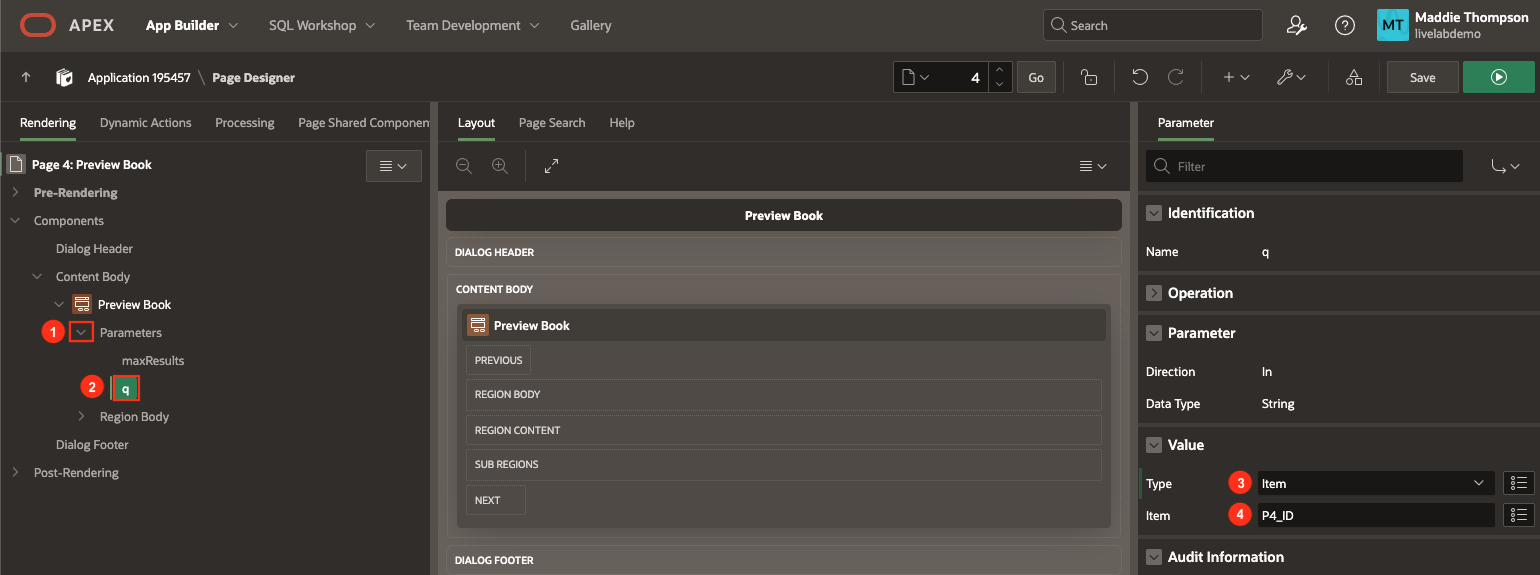 APEX App Builder SQL Workshop Team Development Gallery Search MT Maddie Thompson
livelabdemo
Application 195457 \ Page Designer 4 Go Save
Rendering Dynamic Actions Processing Page Shared Componen
Page 4: Preview Book
Pre-Rendering
Components
Dialog Header
Content Body
Preview Book
1 Parameters
maxResults
2 q
Region Body
Dialog Footer
Post-Rendering
Layout Page Search Help
Preview Book
DIALOG HEADER
CONTENT BODY
Preview Book
PREVIOUS
REGION BODY
REGION CONTENT
SUB REGIONS
NEXT
DIALOG FOOTER
Parameter
Filter
Identification
Name q
Operation
Parameter
Direction In
Data Type String
Value
Type 3 Item
Item 4 P4_ID
Audit Information